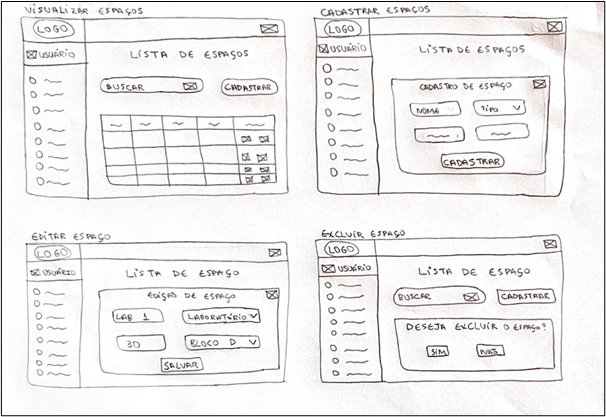 VISUALIZAR ESPAÇOS
LOGO
USUÁRIO
LISTA DE ESPAÇOS
BUSCAR
CADASTRAR
CADASTRAR ESPAÇOS
LOGO
USUÁRIO
LISTA DE ESPAÇOS
CADASTRO DE ESPAÇO
NOME
TIPO
CADASTRAR
EDITAR ESPAÇO
LOGO
USUÁRIO
LISTA DE ESPAÇO
EDIÇÃO DE ESPAÇO
LAB 1
LABORATÓRIO
30
BLOCO D
SALVAR
EXCLUIR ESPAÇO
LOGO
USUÁRIO
LISTA DE ESPAÇO
BUSCAR
CADASTRAR
DESEJA EXCLUIR O ESPAÇO?
SIM
NÃO